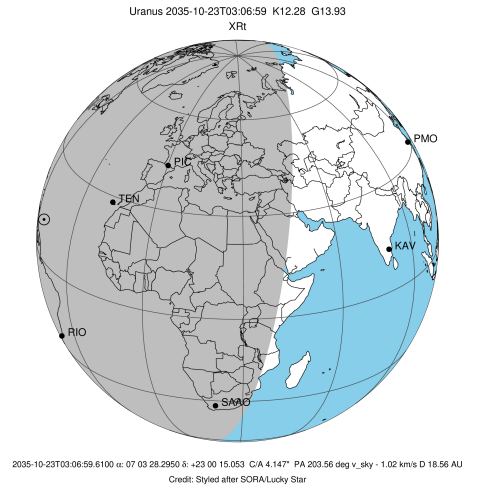 Uranus 2035-10-23T03:06:59 K12.28 G13.93
XRt
PMO
PIC
TEN
KAV
RIO
SAAO
2035-10-23T03:06:59.6100 α: 07 03 28.2950 δ: +23 00 15.053 C/A 4.147" PA 203.56 deg v_sky - 1.02 km/s D 18.56 AU
Credit: Styled after SORA/Lucky Star